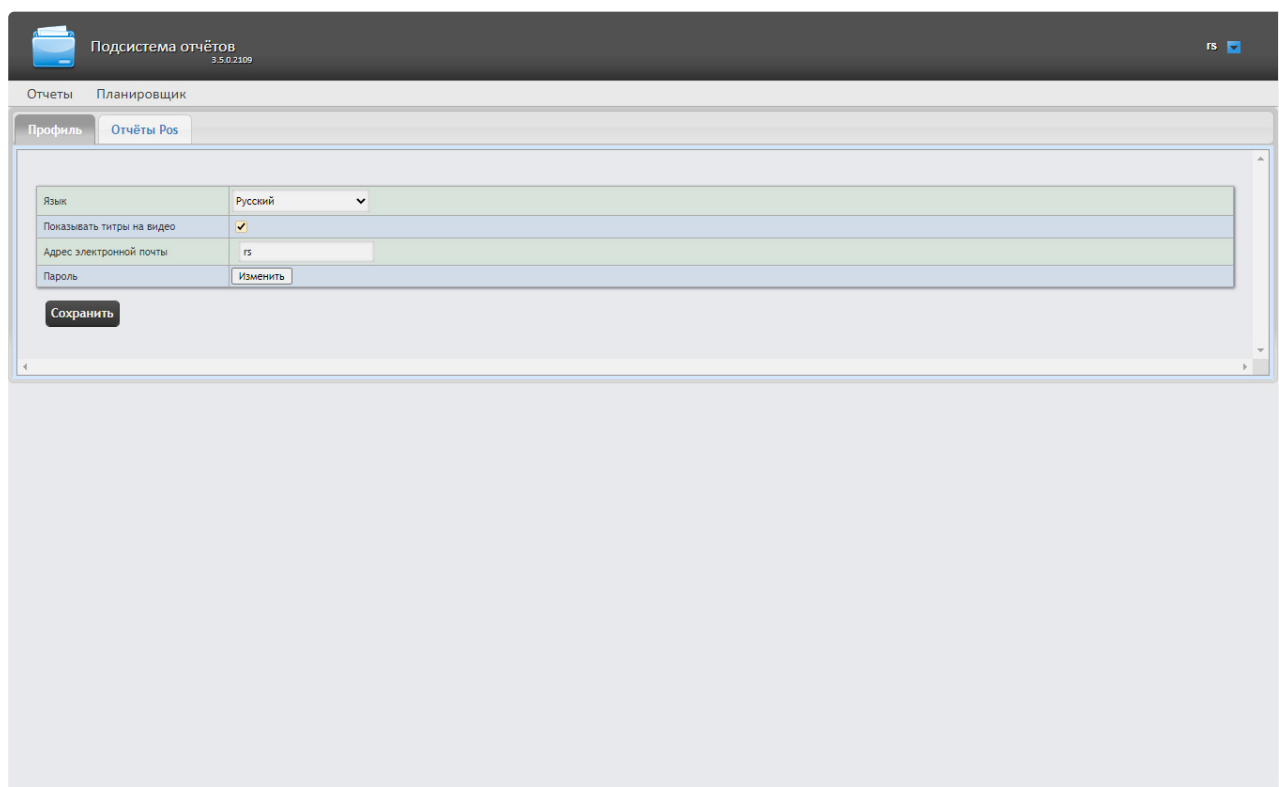 Подсистема отчётов
3.5.0.2109
rs
Отчеты Планировщик
Профиль Отчёты Pos
Язык Русский
Показывать титры на видео
Адрес электронной почты rs
Пароль Изменить
Сохранить